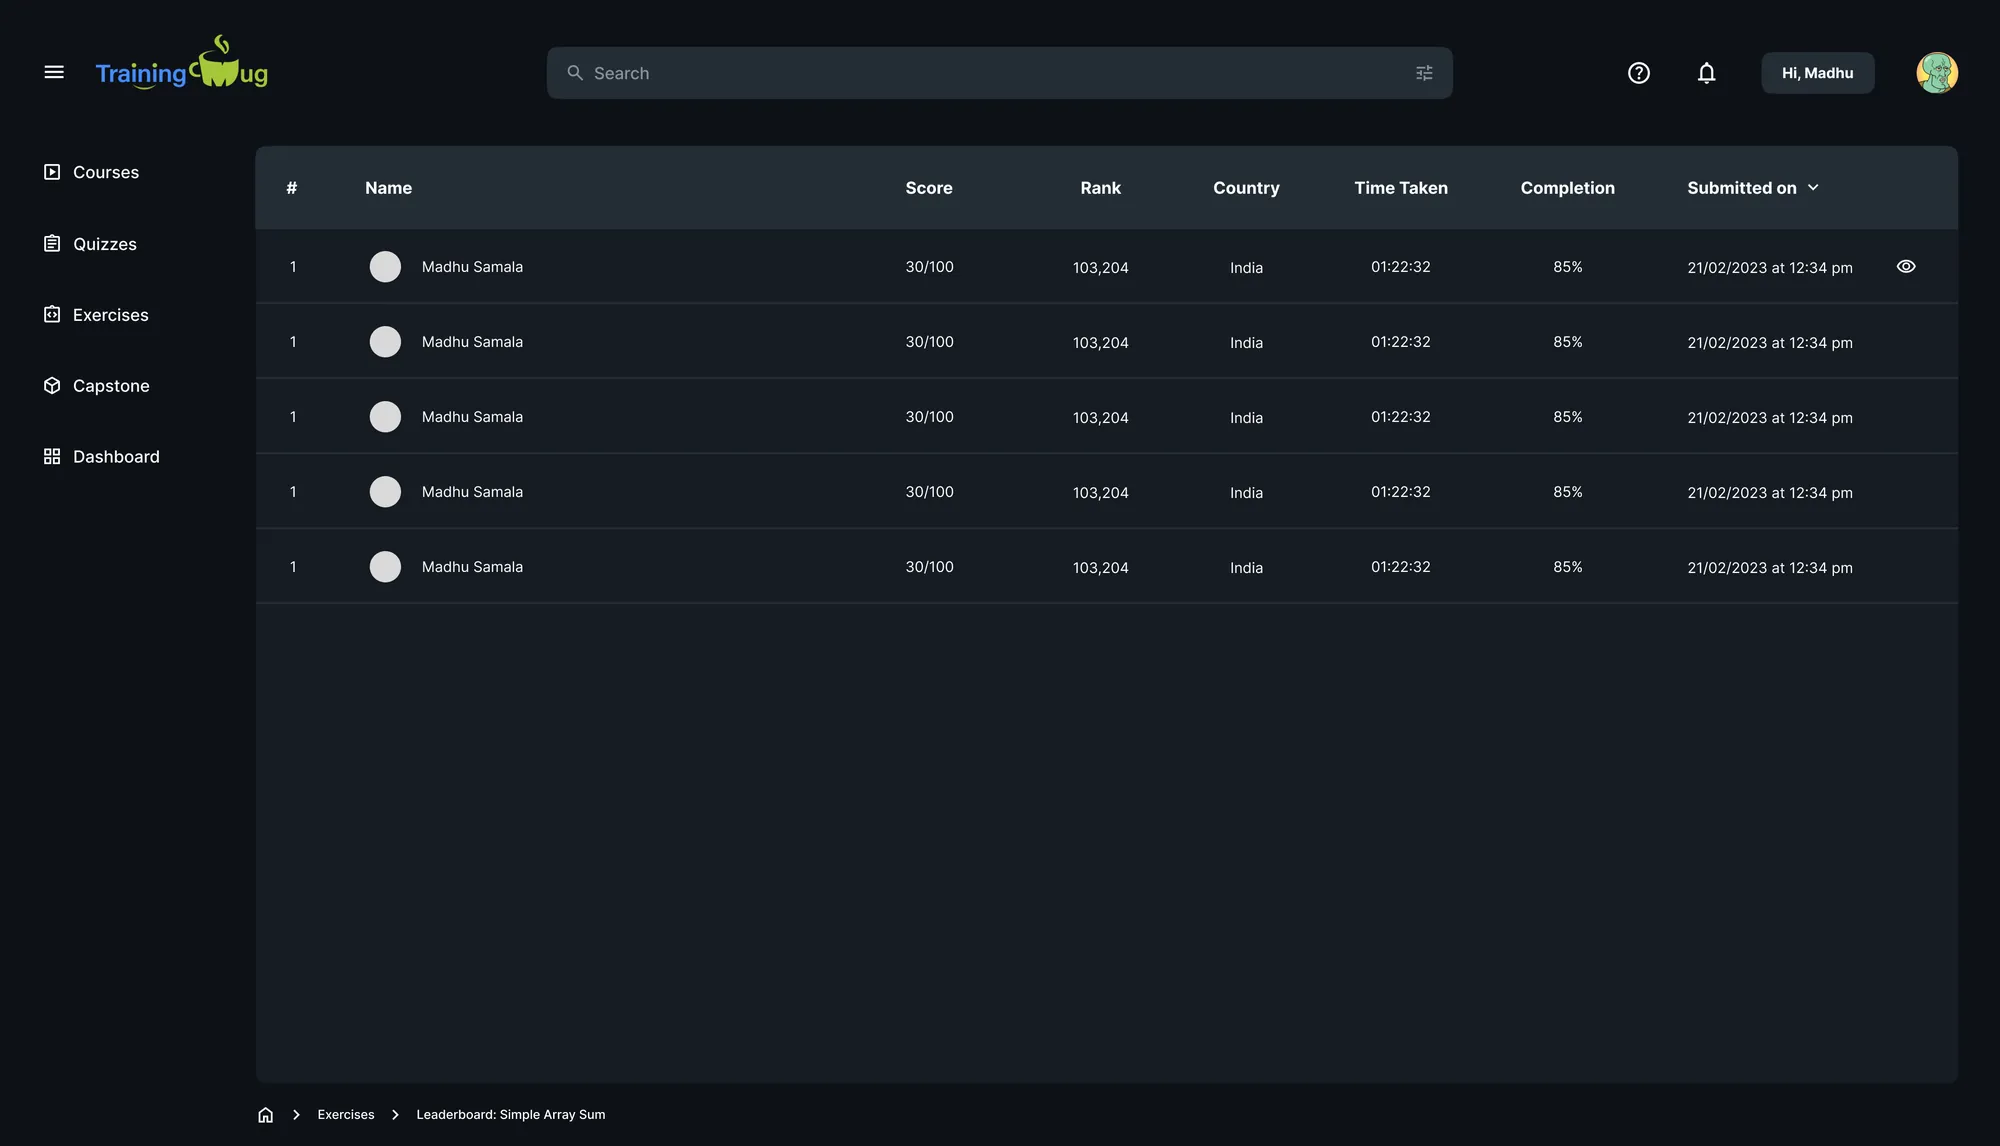 Training Mug
Search
Hi, Madhu
Courses
Quizzes
Exercises
Capstone
Dashboard
# Name Score Rank Country Time Taken Completion Submitted on
1 Madhu Samala 30/100 103,204 India 01:22:32 85% 21/02/2023 at 12:34 pm
1 Madhu Samala 30/100 103,204 India 01:22:32 85% 21/02/2023 at 12:34 pm
1 Madhu Samala 30/100 103,204 India 01:22:32 85% 21/02/2023 at 12:34 pm
1 Madhu Samala 30/100 103,204 India 01:22:32 85% 21/02/2023 at 12:34 pm
1 Madhu Samala 30/100 103,204 India 01:22:32 85% 21/02/2023 at 12:34 pm
Exercises > Leaderboard: Simple Array Sum